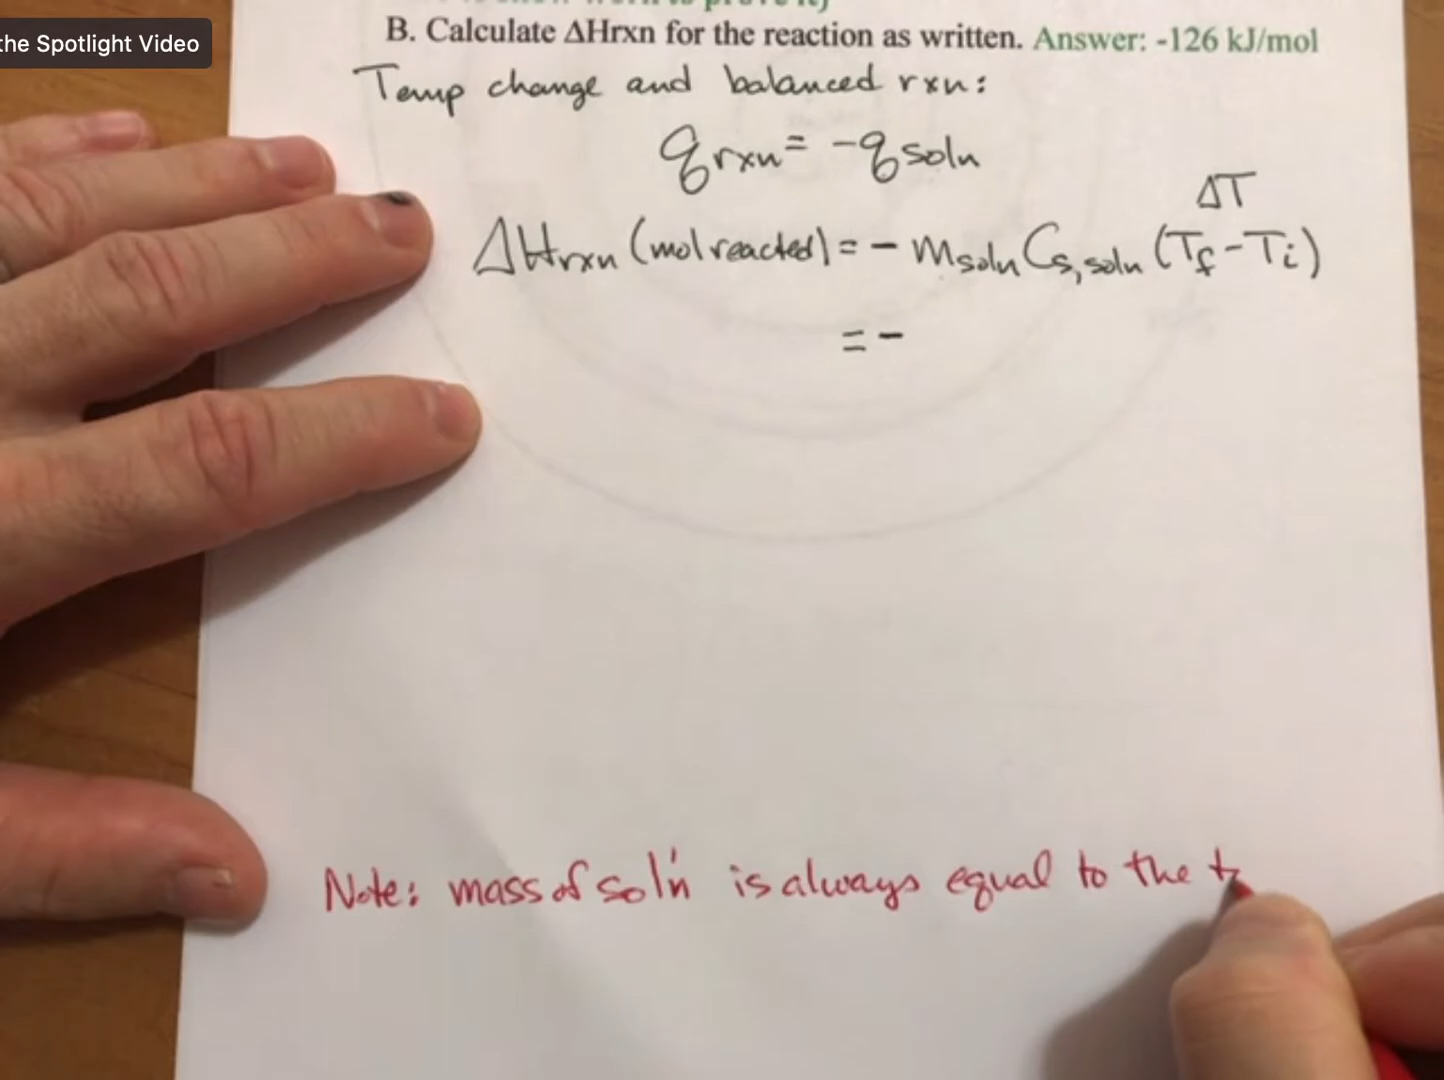 the Spotlight Video
B. Calculate ΔHrxn for the reaction as written. Answer: -126 kJ/mol
Temp change and balanced rxn:
qrxn = -qsoln
ΔT
ΔHrxn (mol reacted) = - msoln Cs,soln (Tf - Ti)
= -
Note: mass of sol'n is always equal to the t